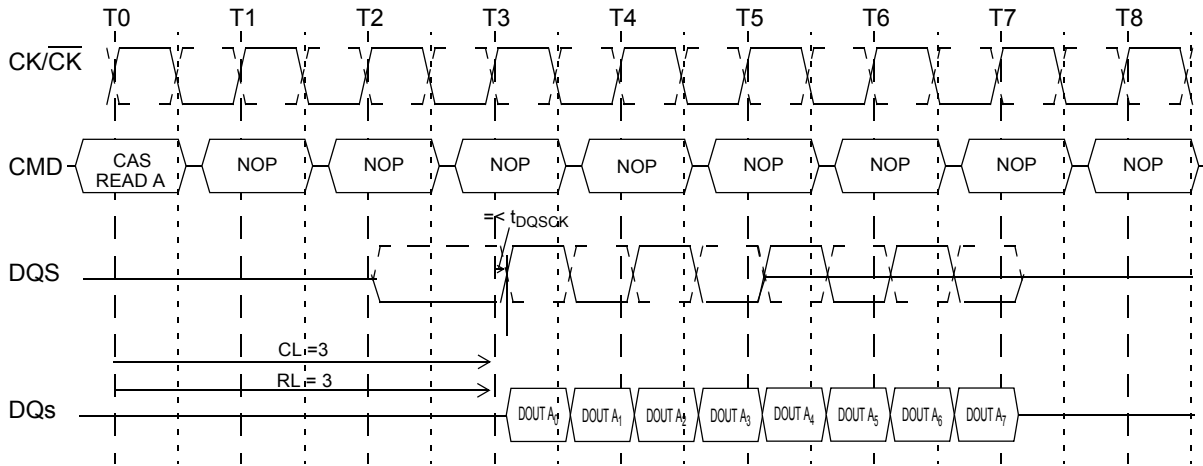 T0 T1 T2 T3 T4 T5 T6 T7 T8
CK/CK
CMD
CAS
READ A
NOP NOP NOP NOP NOP NOP NOP NOP
=< tDQSCK
DQS
CL =3
RL = 3
DQs
DOUT A0 DOUT A1 DOUT A2 DOUT A3 DOUT A4 DOUT A5 DOUT A6 DOUT A7